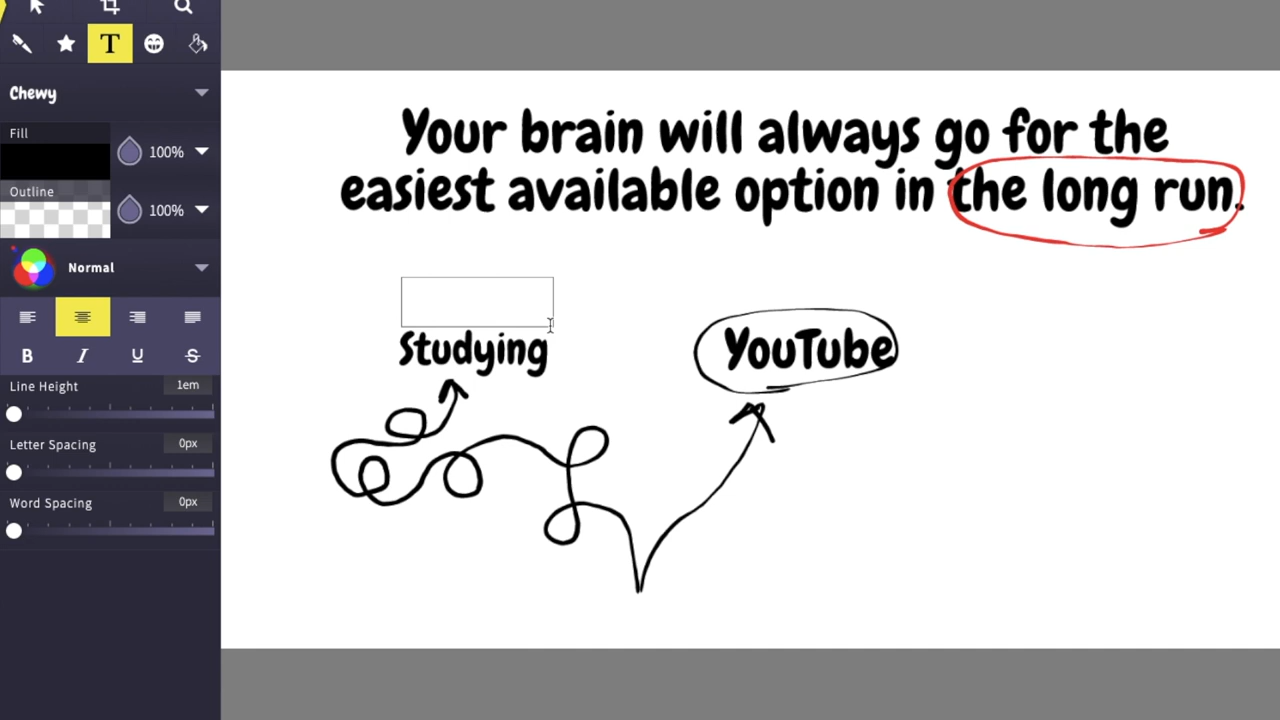 T
Chewy
Fill
100%
Outline
100%
Normal
B I U S
Line Height 1em
Letter Spacing 0px
Word Spacing 0px
Your brain will always go for the
easiest available option in the long run.
Studying
YouTube